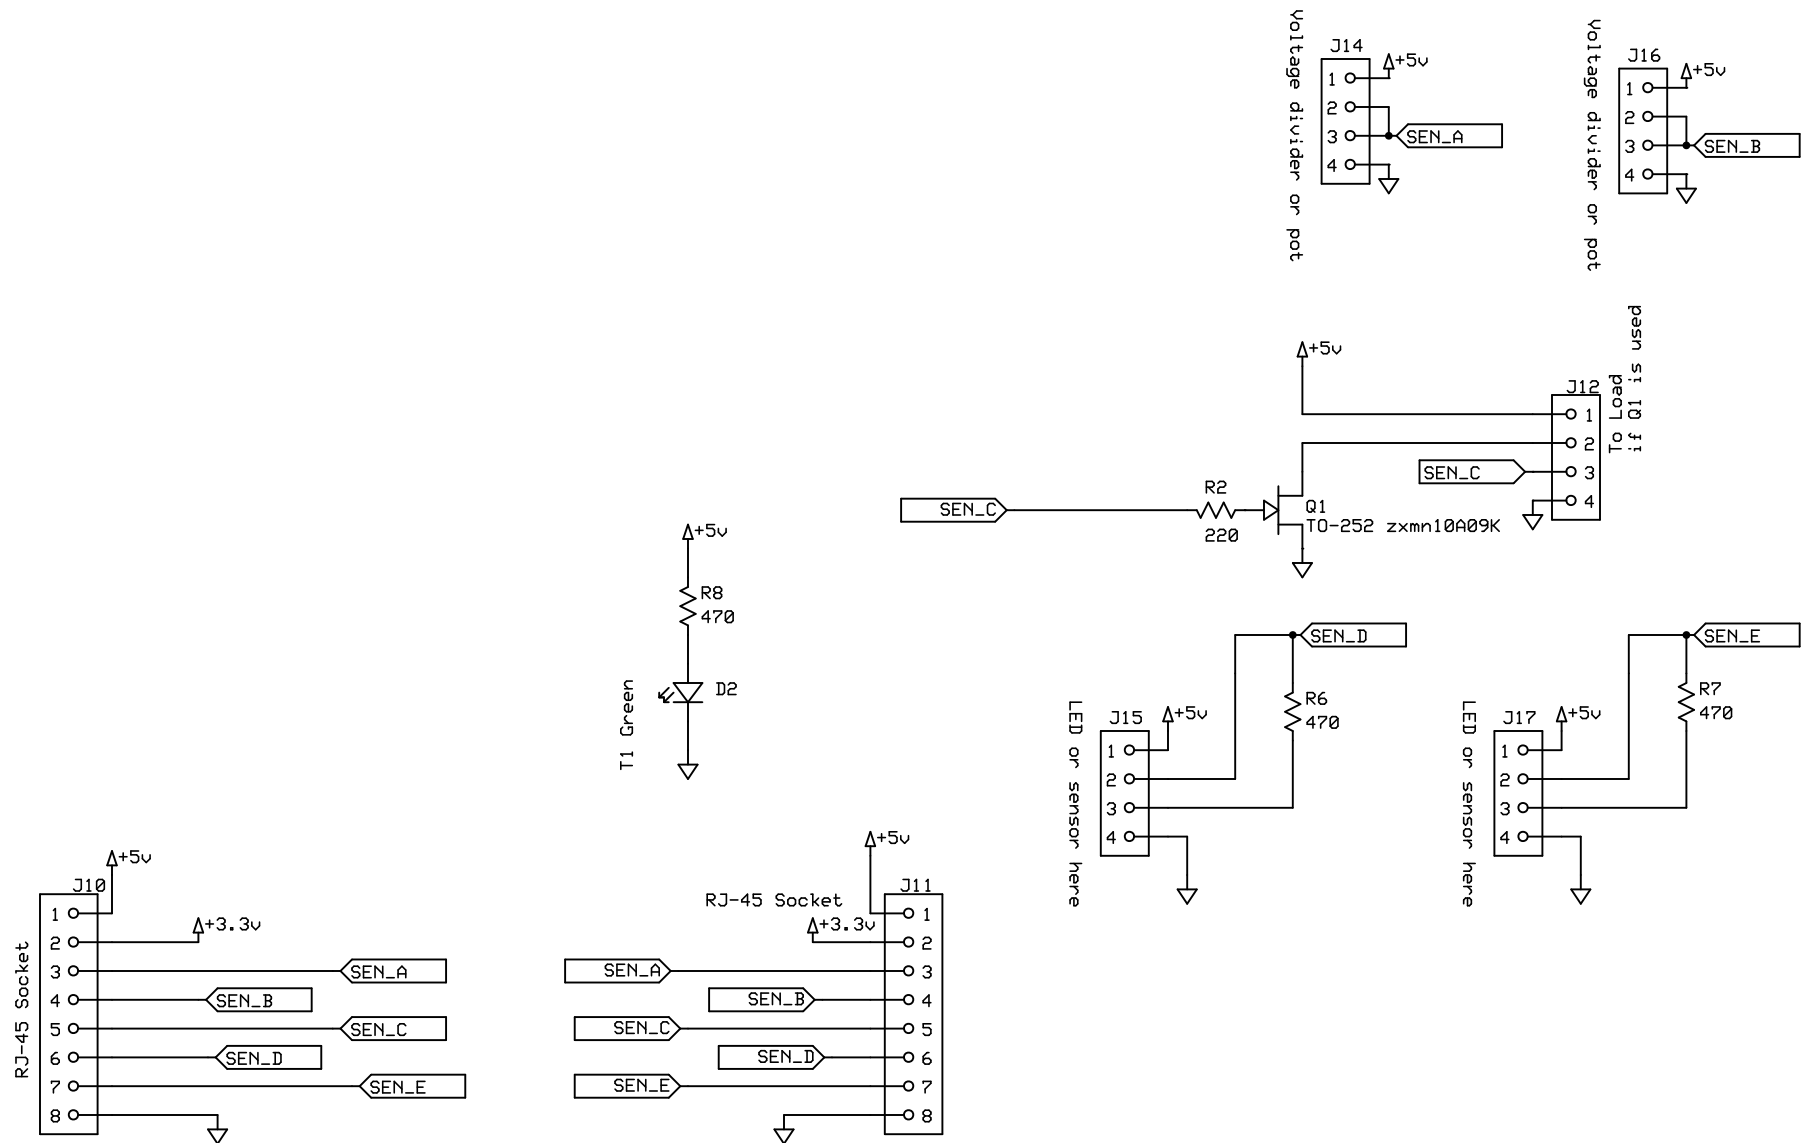 Voltage divider or pot
J14
+5v
1
2
3
4
SEN_A
Voltage divider or pot
J16
+5v
1
2
3
4
SEN_B
+5v
J12
1
2
3
4
To Load
if Q1 is used
SEN_C
SEN_C
R2
220
Q1
TO-252 zxmn10A09K
+5v
R8
470
D2
T1 Green
SEN_D
R6
470
J15
+5v
1
2
3
4
LED or sensor here
SEN_E
R7
470
J17
+5v
1
2
3
4
LED or sensor here
+5v
J10
+3.3v
1
2
3
4
5
6
7
8
RJ-45 Socket
SEN_A
SEN_B
SEN_C
SEN_D
SEN_E
+5v
J11
RJ-45 Socket
+3.3v
SEN_A
SEN_B
SEN_C
SEN_D
SEN_E
1
2
3
4
5
6
7
8